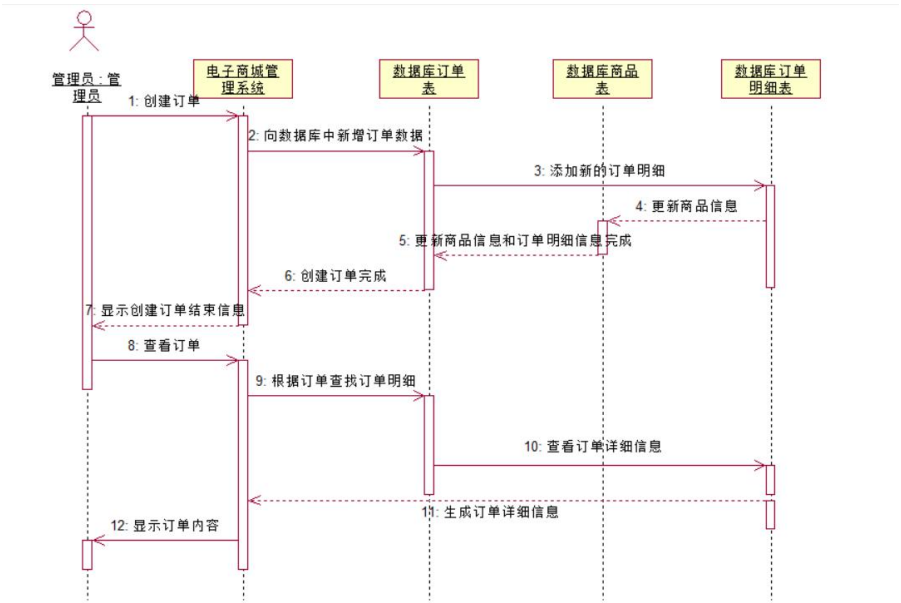 管理员 : 管
理员
电子商城管
理系统
数据库订单
表
数据库商品
表
数据库订单
明细表
1: 创建订单
2: 向数据库中新增订单数据
3: 添加新的订单明细
4: 更新商品信息
5: 更新商品信息和订单明细信息完成
6: 创建订单完成
7: 显示创建订单结束信息
8: 查看订单
9: 根据订单查找订单明细
10: 查看订单详细信息
11: 生成订单详细信息
12: 显示订单内容